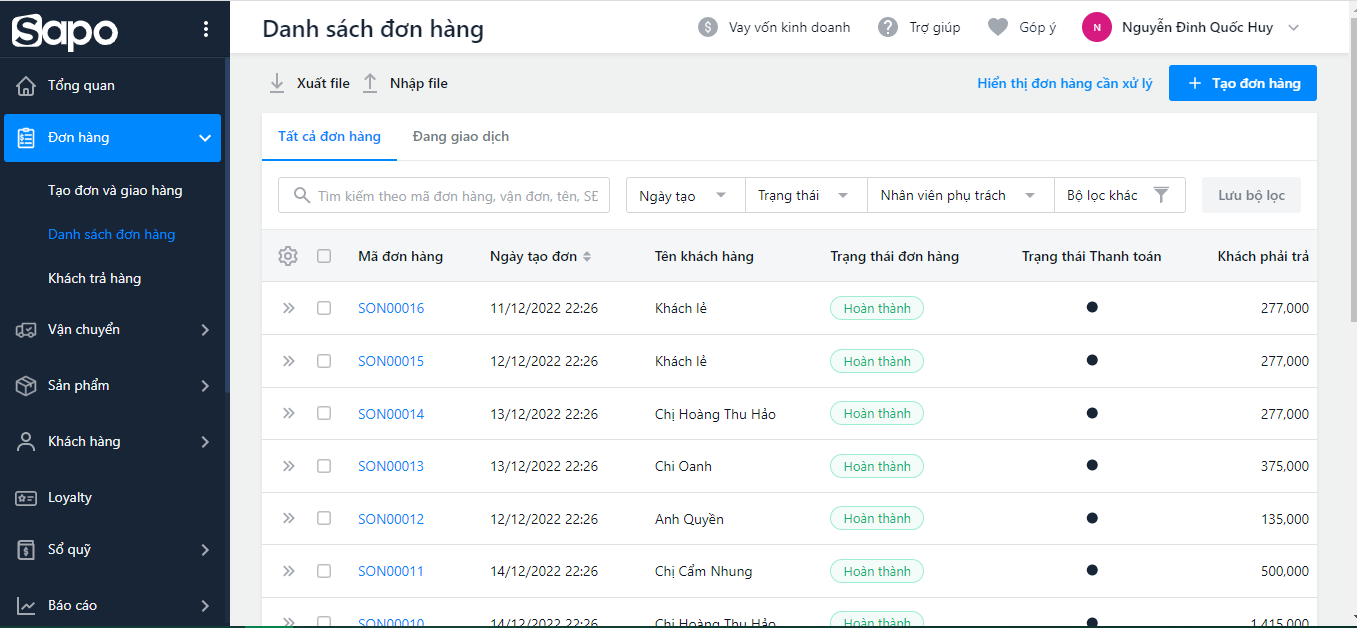 Sapo
Danh sách đơn hàng
$ Vay vốn kinh doanh
? Trợ giúp
Góp ý
N Nguyễn Đình Quốc Huy
Tổng quan
Đơn hàng
Tạo đơn và giao hàng
Danh sách đơn hàng
Khách trả hàng
Vận chuyển
Sản phẩm
Khách hàng
Loyalty
Sổ quỹ
Báo cáo
Xuất file Nhập file
Hiển thị đơn hàng cần xử lý
+ Tạo đơn hàng
Tất cả đơn hàng Đang giao dịch
Tìm kiếm theo mã đơn hàng, vận đơn, tên, SĐ
Ngày tạo Trạng thái Nhân viên phụ trách Bộ lọc khác Lưu bộ lọc
Mã đơn hàng Ngày tạo đơn Tên khách hàng Trạng thái đơn hàng Trạng thái Thanh toán Khách phải trả
SON00016 11/12/2022 22:26 Khách lẻ Hoàn thành 277,000
SON00015 12/12/2022 22:26 Khách lẻ Hoàn thành 277,000
SON00014 13/12/2022 22:26 Chị Hoàng Thu Hảo Hoàn thành 277,000
SON00013 13/12/2022 22:26 Chi Oanh Hoàn thành 375,000
SON00012 12/12/2022 22:26 Anh Quyền Hoàn thành 135,000
SON00011 14/12/2022 22:26 Chị Cẩm Nhung Hoàn thành 500,000
SON00010 14/12/2022 22:26 Chị Hoàng Thu Hảo Hoàn thành 1,415,000